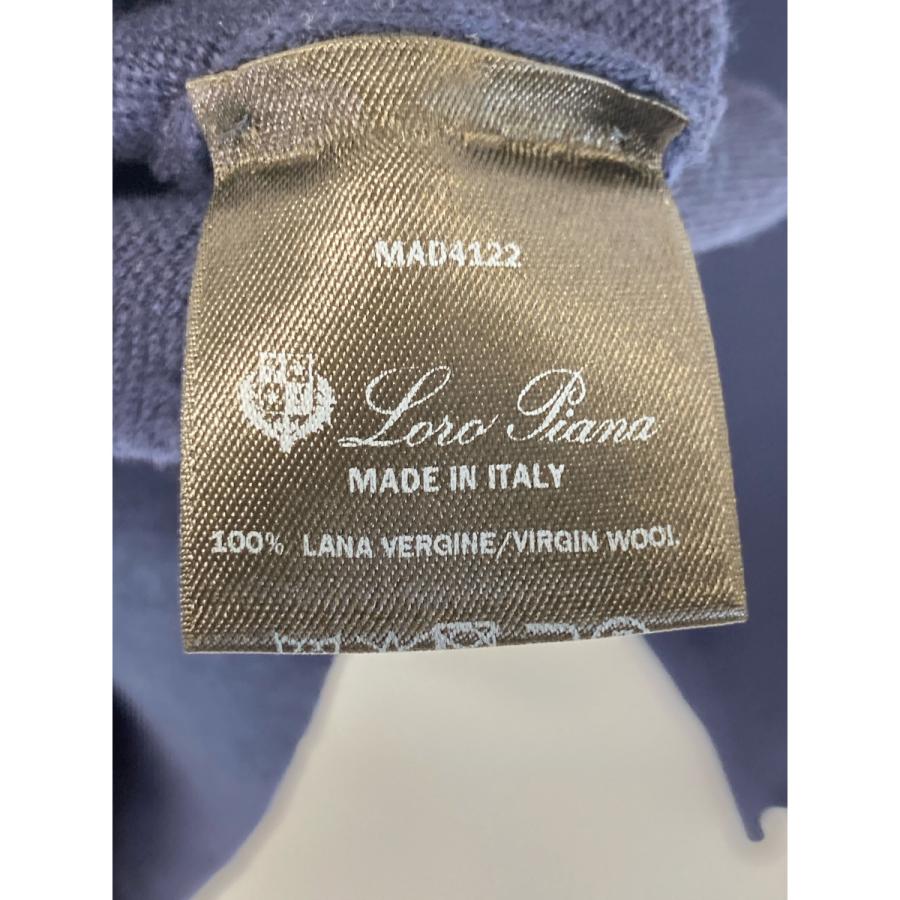 MAD4122
Loro Piana
MADE IN ITALY
100% LANA VERGINE/VIRGIN WOOL